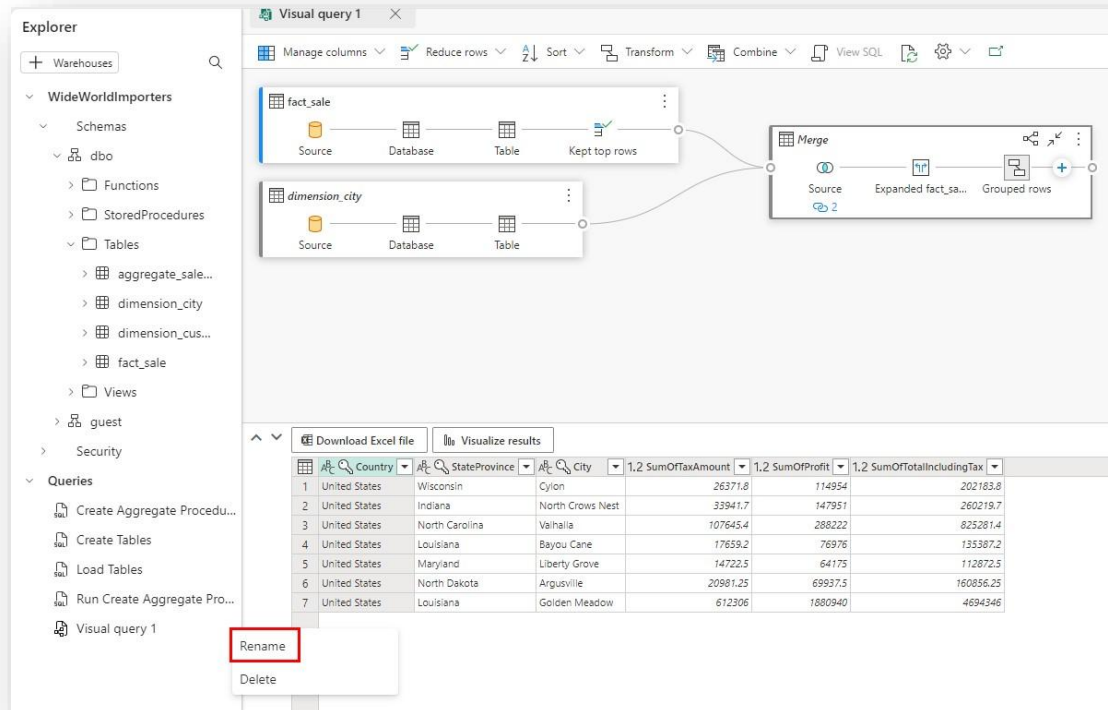 Explorer
+ Warehouses
WideWorldImporters
Schemas
dbo
Functions
StoredProcedures
Tables
aggregate_sale...
dimension_city
dimension_cus...
fact_sale
Views
guest
Security
Queries
Create Aggregate Procedu...
Create Tables
Load Tables
Run Create Aggregate Pro...
Visual query 1
Rename
Delete
Visual query 1
Manage columns Reduce rows Sort Transform Combine View SQL
fact_sale
Source Database Table Kept top rows
dimension_city
Source Database Table
Merge
Source Expanded fact_sa... Grouped rows
2
Download Excel file Visualize results
Country StateProvince City 1.2 SumOfTaxAmount 1.2 SumOfProfit 1.2 SumOfTotalIncludingTax
1 United States Wisconsin Cylon 26371.8 114954 202183.8
2 United States Indiana North Crows Nest 33941.7 147951 260219.7
3 United States North Carolina Valhalla 107645.4 288222 825281.4
4 United States Louisiana Bayou Cane 17659.2 76976 135387.2
5 United States Maryland Liberty Grove 14722.5 64175 112872.5
6 United States North Dakota Argusville 20981.25 69937.5 160856.25
7 United States Louisiana Golden Meadow 612306 1880940 4694346